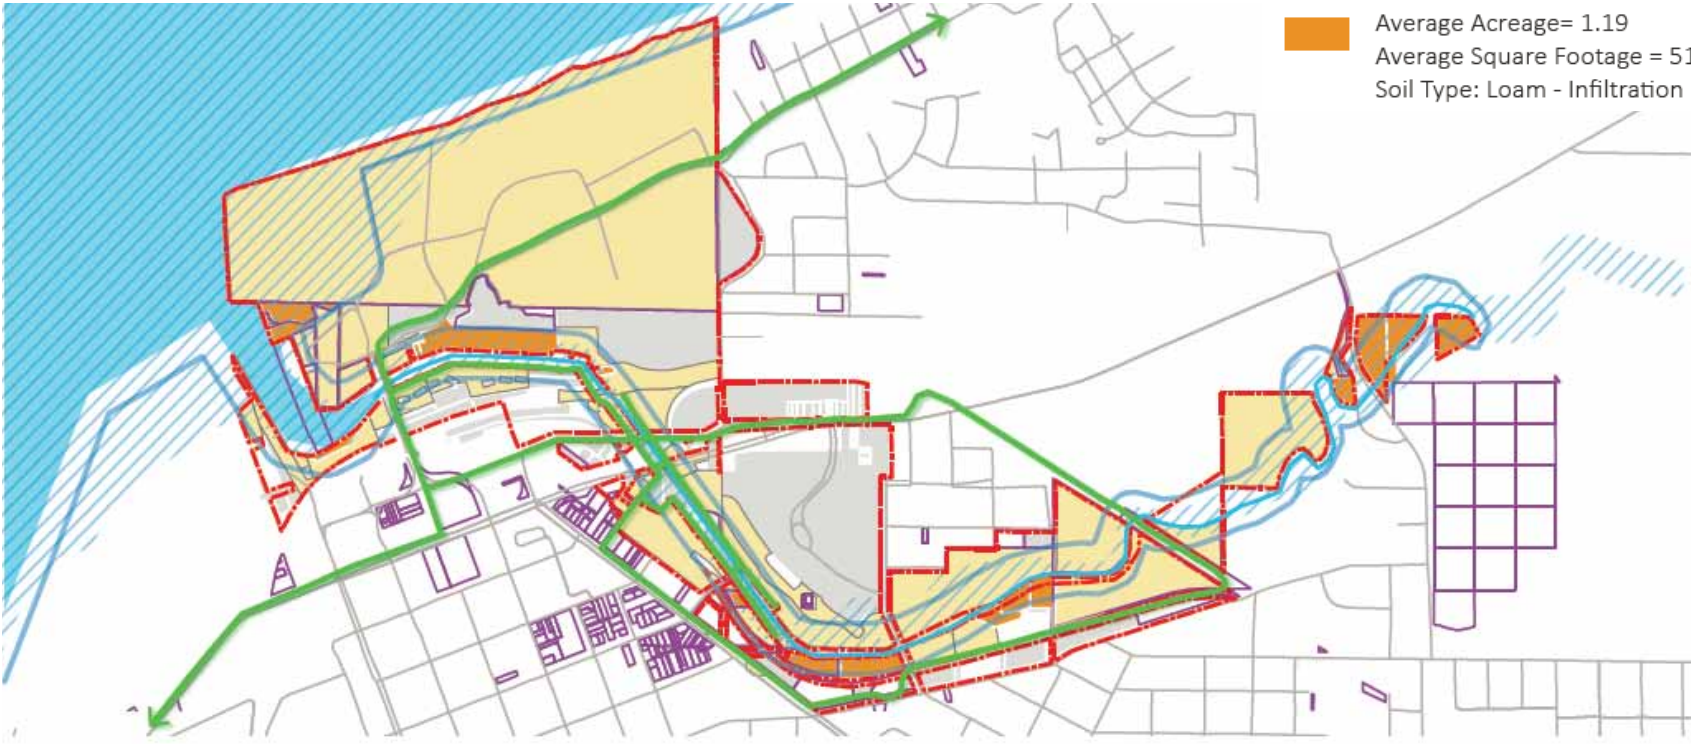 Average Acreage= 1.19
Average Square Footage = 51
Soil Type: Loam - Infiltration